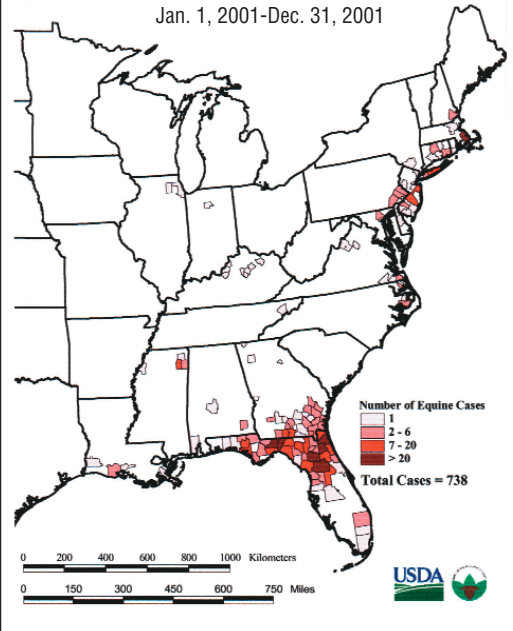 Jan. 1, 2001-Dec. 31, 2001
Number of Equine Cases
1
2 - 6
7 - 20
> 20
Total Cases = 738
0 200 400 600 800 1000 Kilometers
0 150 300 450 600 750 Miles
USDA